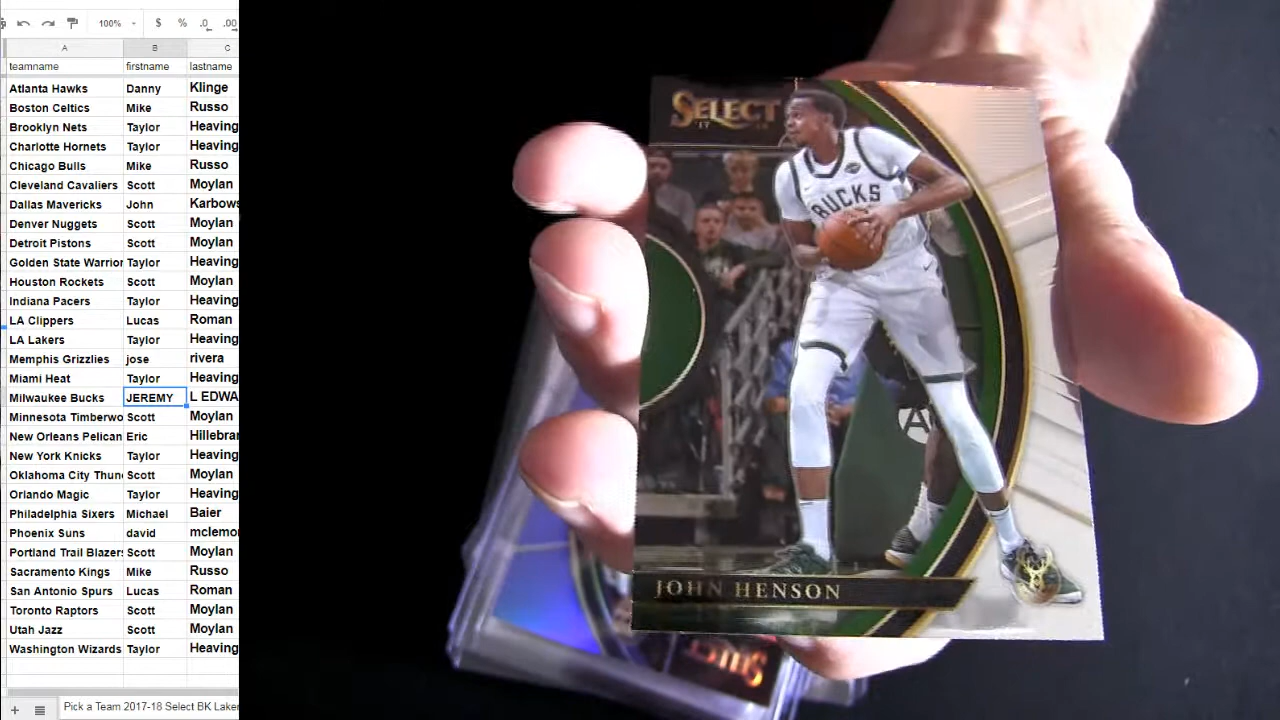 100% $ % .0 .00
A B C
teamname firstname lastname
Atlanta Hawks Danny Klinge
Boston Celtics Mike Russo
Brooklyn Nets Taylor Heaving
Charlotte Hornets Taylor Heaving
Chicago Bulls Mike Russo
Cleveland Cavaliers Scott Moylan
Dallas Mavericks John Karbows
Denver Nuggets Scott Moylan
Detroit Pistons Scott Moylan
Golden State Warrior Taylor Heaving
Houston Rockets Scott Moylan
Indiana Pacers Taylor Heaving
LA Clippers Lucas Roman
LA Lakers Taylor Heaving
Memphis Grizzlies jose rivera
Miami Heat Taylor Heaving
Milwaukee Bucks JEREMY L EDWA
Minnesota Timberwo Scott Moylan
New Orleans Pelican Eric Hillebran
New York Knicks Taylor Heaving
Oklahoma City Thun Scott Moylan
Orlando Magic Taylor Heaving
Philadelphia Sixers Michael Baier
Phoenix Suns david mclemo
Portland Trail Blazers Scott Moylan
Sacramento Kings Mike Russo
San Antonio Spurs Lucas Roman
Toronto Raptors Scott Moylan
Utah Jazz Scott Moylan
Washington Wizards Taylor Heaving
Pick a Team 2017-18 Select BK Laker
SELECT
'17
BUCKS
JOHN HENSON